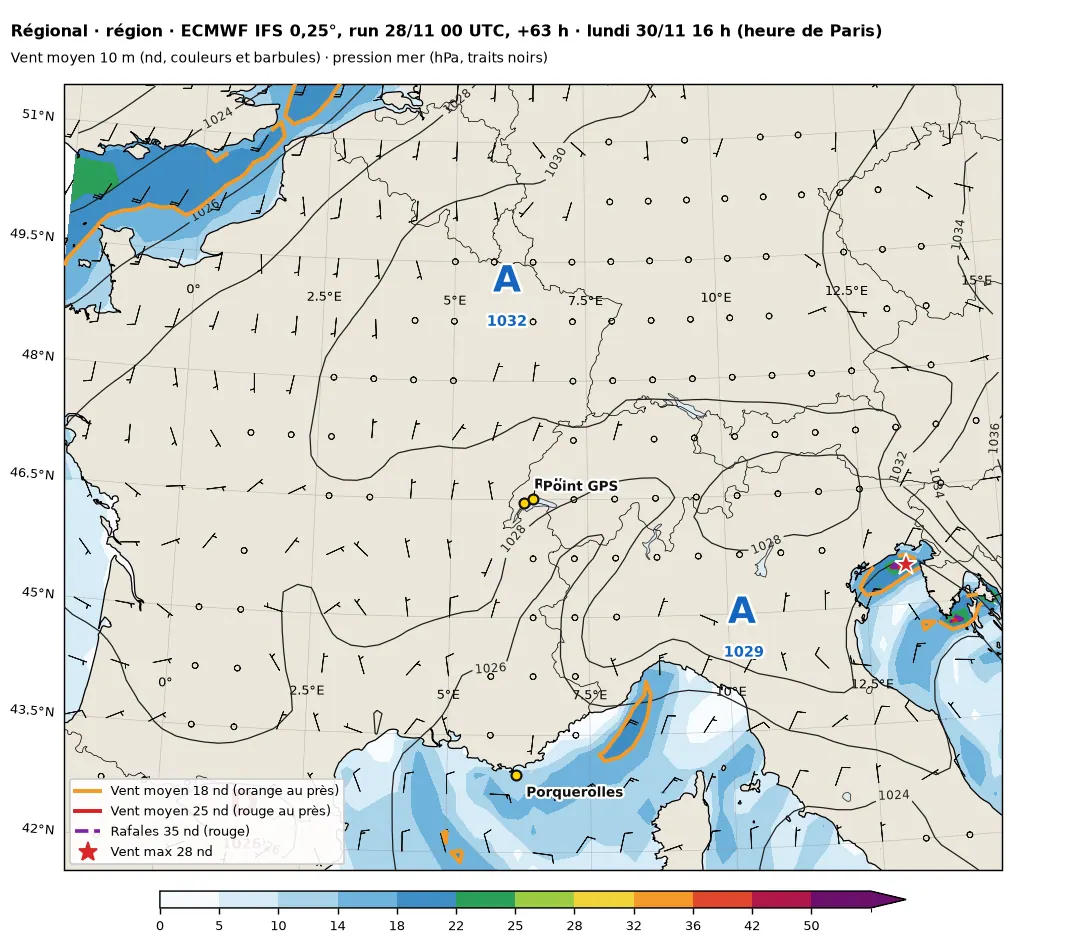 Régional · région · ECMWF IFS 0,25°, run 28/11 00 UTC, +63 h · lundi 30/11 16 h (heure de Paris)
Vent moyen 10 m (nd, couleurs et barbules) · pression mer (hPa, traits noirs)
51°N
1024
1028
1030
49.5°N
1026
1034
A
0°
2.5°E
5°E
7.5°E
10°E
12.5°E
15°E
1032
48°N
1036
46.5°N
1032
1034
Point GPS
1028
1028
45°N
A
1029
1026
0°
2.5°E
5°E
7.5°E
10°E
12.5°E
43.5°N
Porquerolles
1024
42°N
Vent moyen 18 nd (orange au près)
Vent moyen 25 nd (rouge au près)
Rafales 35 nd (rouge)
Vent max 28 nd
0 5 10 14 18 22 25 28 32 36 42 50